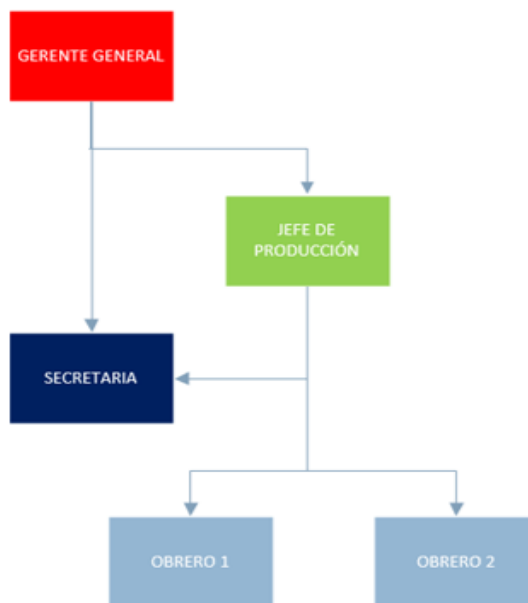 GERENTE GENERAL
JEFE DE
PRODUCCIÓN
SECRETARIA
OBRERO 1
OBRERO 2